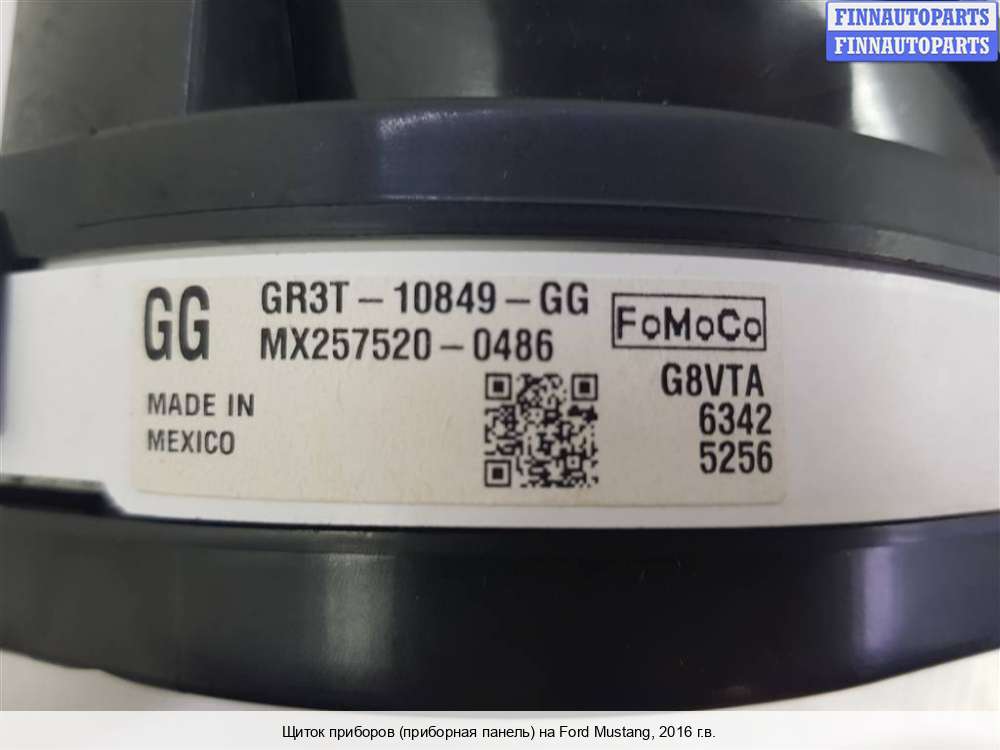 FINNAUTOPARTS
FINNAUTOPARTS
GG
GR3T-10849-GG
MX257520-0486
FoMoCo
MADE IN
MEXICO
G8VTA
6342
5256
Щиток приборов (приборная панель) на Ford Mustang, 2016 г.в.